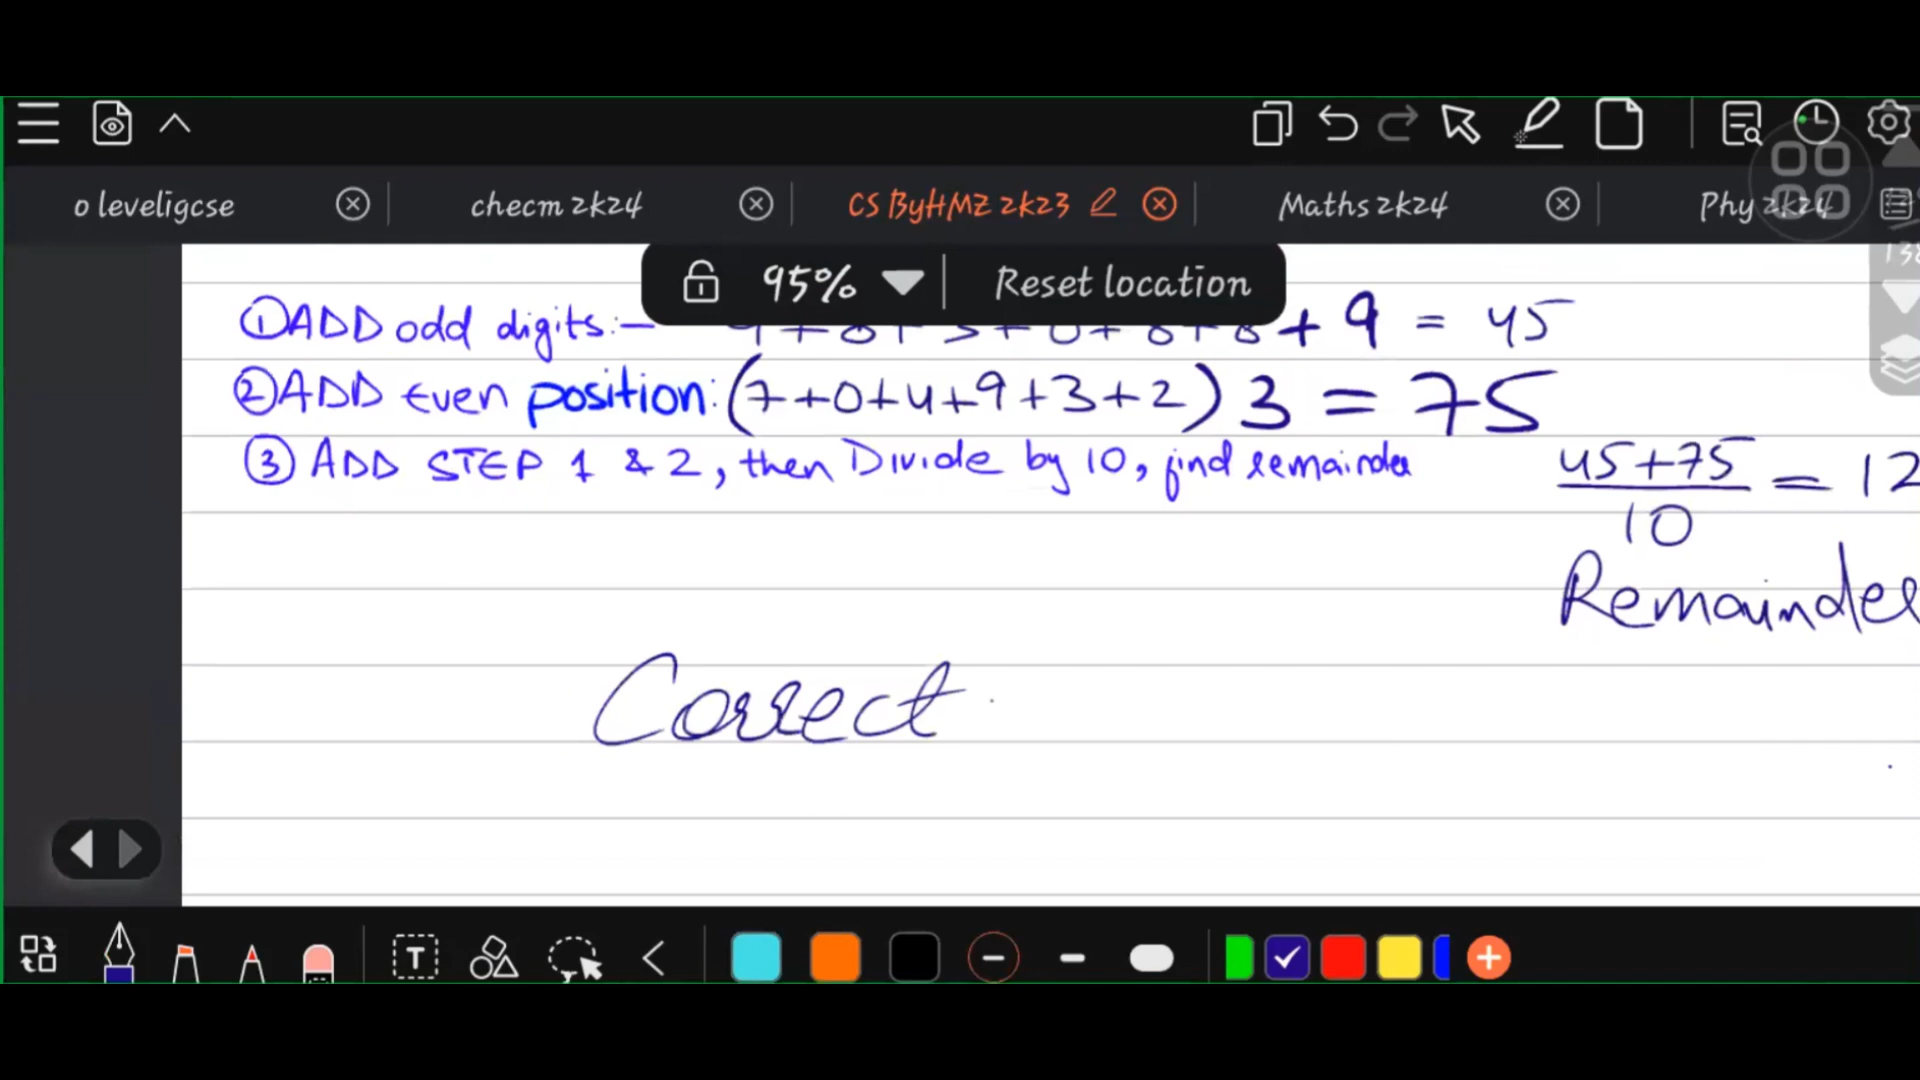 o leveligcse
checm 2k24
CS ByHMZ 2k23
Maths 2k24
Phy 2k24
95%
Reset location
①ADD odd digits:- + 9 = 45
②ADD Even position: (7+0+4+9+3+2) 3 = 75
③ ADD STEP 1 & 2, then Divide by 10, find remainder
45+75 = 12
10
Remainder
Correct
T